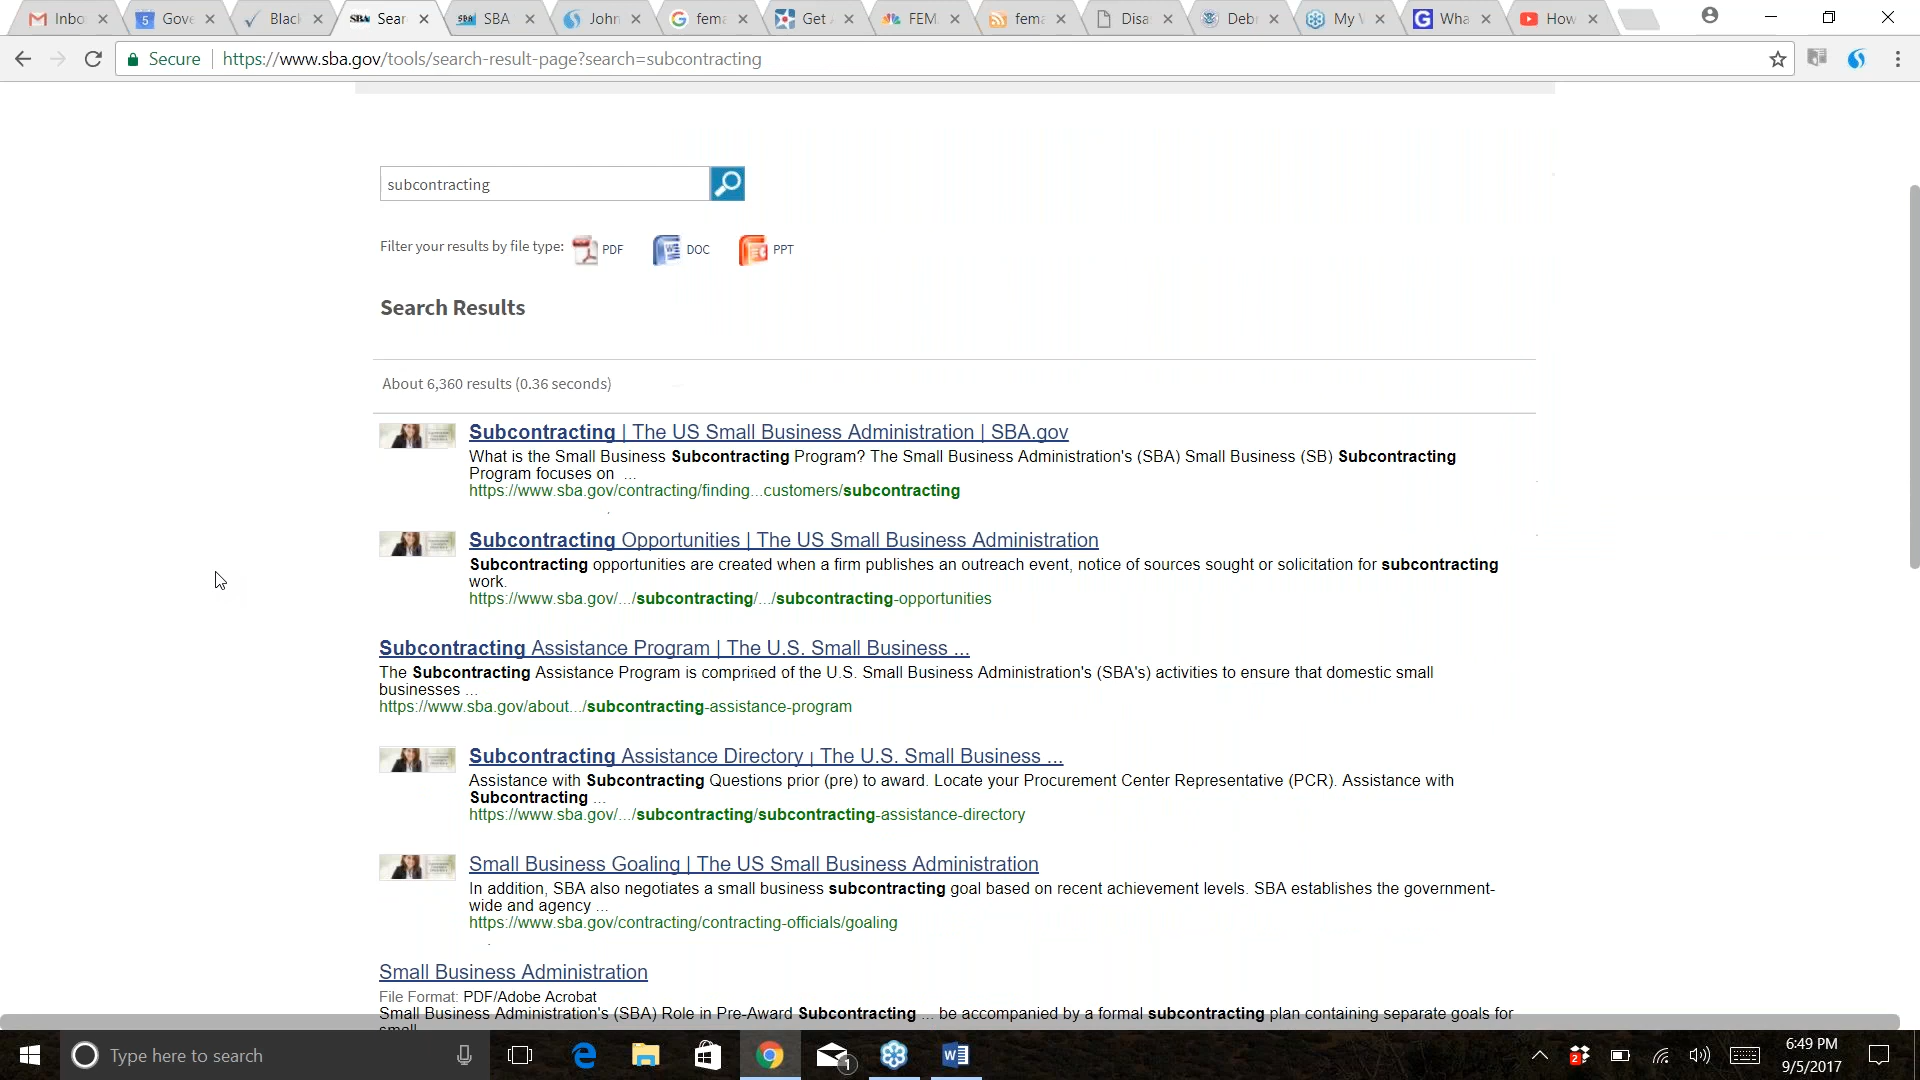 Inbo
5 Gove
Blac
SBA Sear
SBA SBA
John
fema
Get
FEM
fema
Disa
Deb
My
Wha
How
Secure | https://www.sba.gov/tools/search-result-page?search=subcontracting
subcontracting
Filter your results by file type: PDF DOC PPT
Search Results
About 6,360 results (0.36 seconds)
Subcontracting | The US Small Business Administration | SBA.gov
What is the Small Business Subcontracting Program? The Small Business Administration's (SBA) Small Business (SB) Subcontracting
Program focuses on ...
https://www.sba.gov/contracting/finding...customers/subcontracting
Subcontracting Opportunities | The US Small Business Administration
Subcontracting opportunities are created when a firm publishes an outreach event, notice of sources sought or solicitation for subcontracting
work.
https://www.sba.gov/.../subcontracting/.../subcontracting-opportunities
Subcontracting Assistance Program | The U.S. Small Business ...
The Subcontracting Assistance Program is comprised of the U.S. Small Business Administration's (SBA's) activities to ensure that domestic small
businesses ...
https://www.sba.gov/about.../subcontracting-assistance-program
Subcontracting Assistance Directory | The U.S. Small Business ...
Assistance with Subcontracting Questions prior (pre) to award. Locate your Procurement Center Representative (PCR). Assistance with
Subcontracting ...
https://www.sba.gov/.../subcontracting/subcontracting-assistance-directory
Small Business Goaling | The US Small Business Administration
In addition, SBA also negotiates a small business subcontracting goal based on recent achievement levels. SBA establishes the government-
wide and agency ...
https://www.sba.gov/contracting/contracting-officials/goaling
Small Business Administration
File Format: PDF/Adobe Acrobat
Small Business Administration's (SBA) Role in Pre-Award Subcontracting ... be accompanied by a formal subcontracting plan containing separate goals for
small
Type here to search
1
2
6:49 PM
9/5/2017